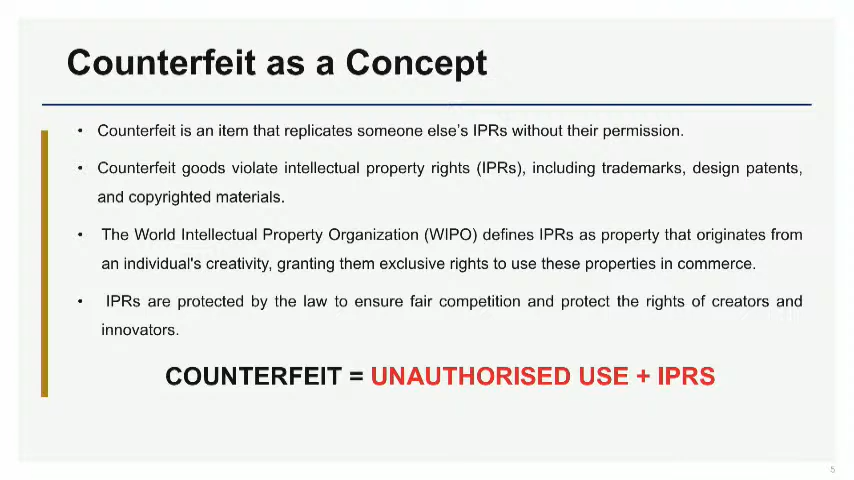 Counterfeit as a Concept
• Counterfeit is an item that replicates someone else's IPRs without their permission.
• Counterfeit goods violate intellectual property rights (IPRs), including trademarks, design patents,
and copyrighted materials.
• The World Intellectual Property Organization (WIPO) defines IPRs as property that originates from
an individual's creativity, granting them exclusive rights to use these properties in commerce.
• IPRs are protected by the law to ensure fair competition and protect the rights of creators and
innovators.
COUNTERFEIT = UNAUTHORISED USE + IPRS
5